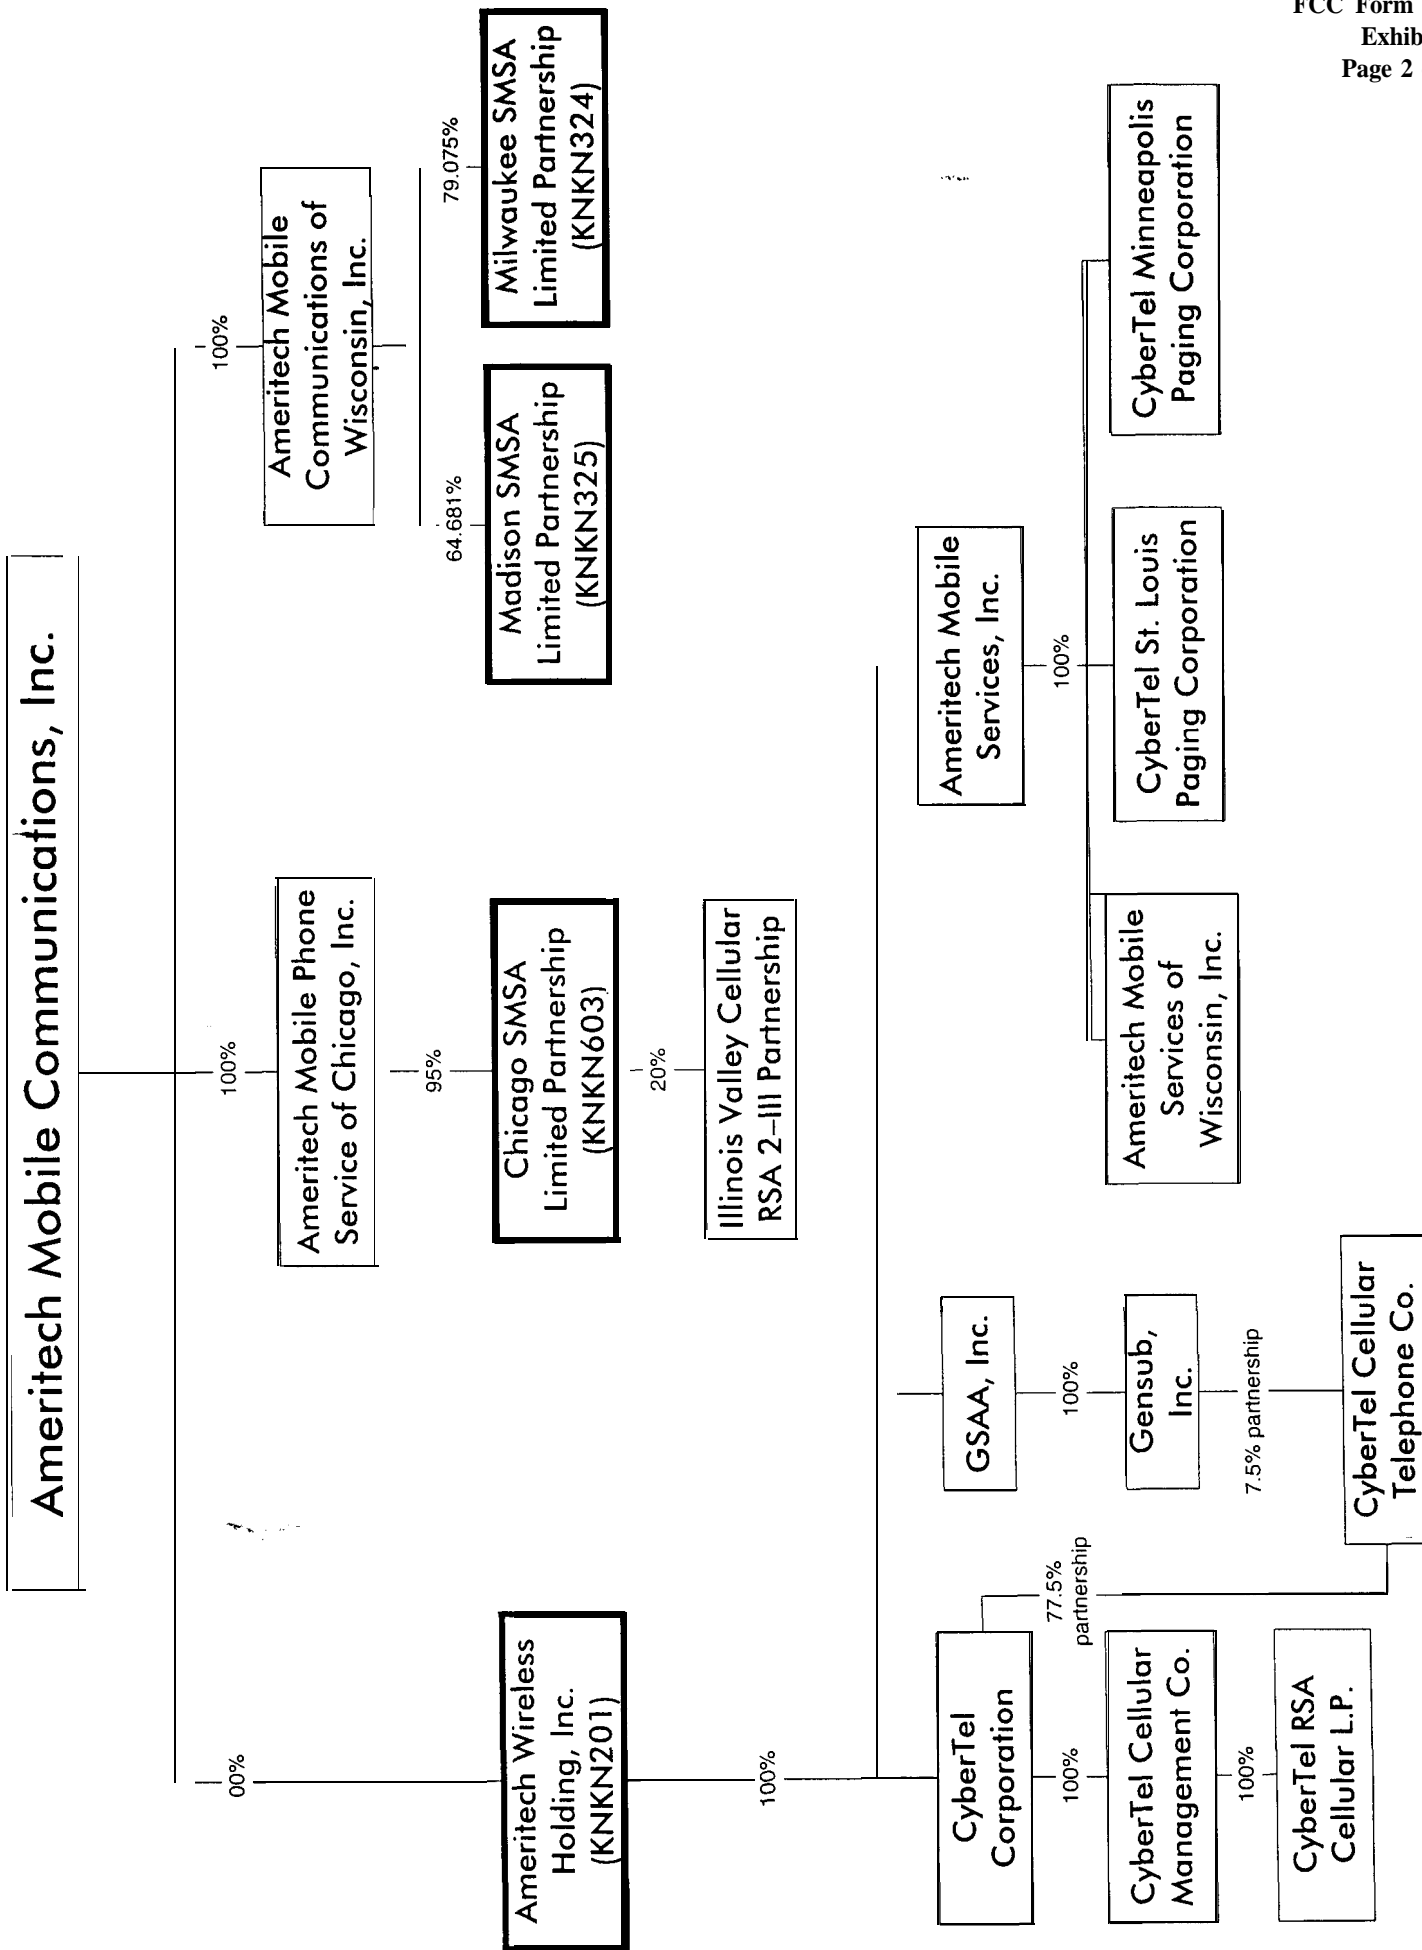 FCC Form
Exhib
Page 2
Ameritech Mobile Communications, Inc.
00%
100%
100%
Ameritech Wireless
Holding, Inc.
(KNKN201)
Ameritech Mobile Phone
Service of Chicago, Inc.
Ameritech Mobile
Communications of
Wisconsin, Inc.
95%
64.681%
79.075%
Chicago SMSA
Limited Partnership
(KNKN603)
Madison SMSA
Limited Partnership
(KNKN325)
Milwaukee SMSA
Limited Partnership
(KNKN324)
20%
Illinois Valley Cellular
RSA 2–III Partnership
100%
CyberTel
Corporation
GSAA, Inc.
Ameritech Mobile
Services, Inc.
77.5%
partnership
100%
100%
100%
CyberTel Cellular
Management Co.
Gensub,
Inc.
Ameritech Mobile
Services of
Wisconsin, Inc.
CyberTel St. Louis
Paging Corporation
CyberTel Minneapolis
Paging Corporation
100%
7.5% partnership
CyberTel RSA
Cellular L.P.
CyberTel Cellular
Telephone Co.